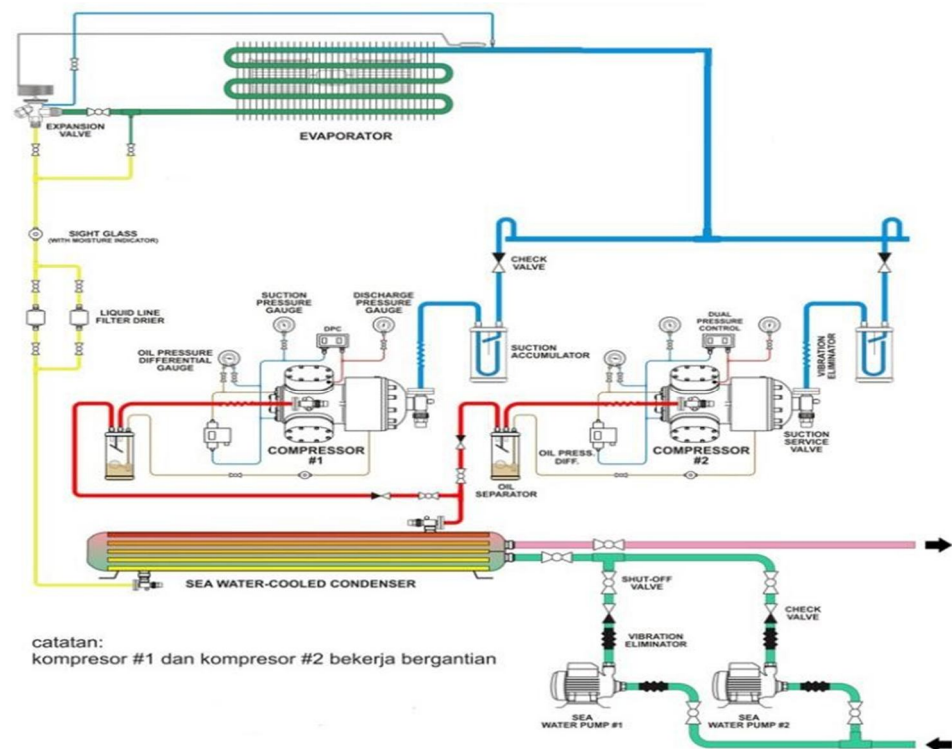 EXPANSION
VALVE
EVAPORATOR
SIGHT GLASS
(WITH MOISTURE INDICATOR)
CHECK
VALVE
LIQUID LINE
FILTER DRIER
SUCTION
PRESSURE
GAUGE
DPC
DISCHARGE
PRESSURE
GAUGE
OIL PRESSURE
DIFFERENTIAL
GAUGE
SUCTION
ACCUMULATOR
DUAL
PRESSURE
CONTROL
VIBRATION
ELIMINATOR
COMPRESSOR
#1
OIL PRESS.
DIFF.
COMPRESSOR
#2
SUCTION
SERVICE
VALVE
OIL
SEPARATOR
SEA WATER-COOLED CONDENSER
SHUT-OFF
VALVE
CHECK
VALVE
VIBRATION
ELIMINATOR
catatan:
kompresor #1 dan kompresor #2 bekerja bergantian
SEA
WATER PUMP #1
SEA
WATER PUMP #2